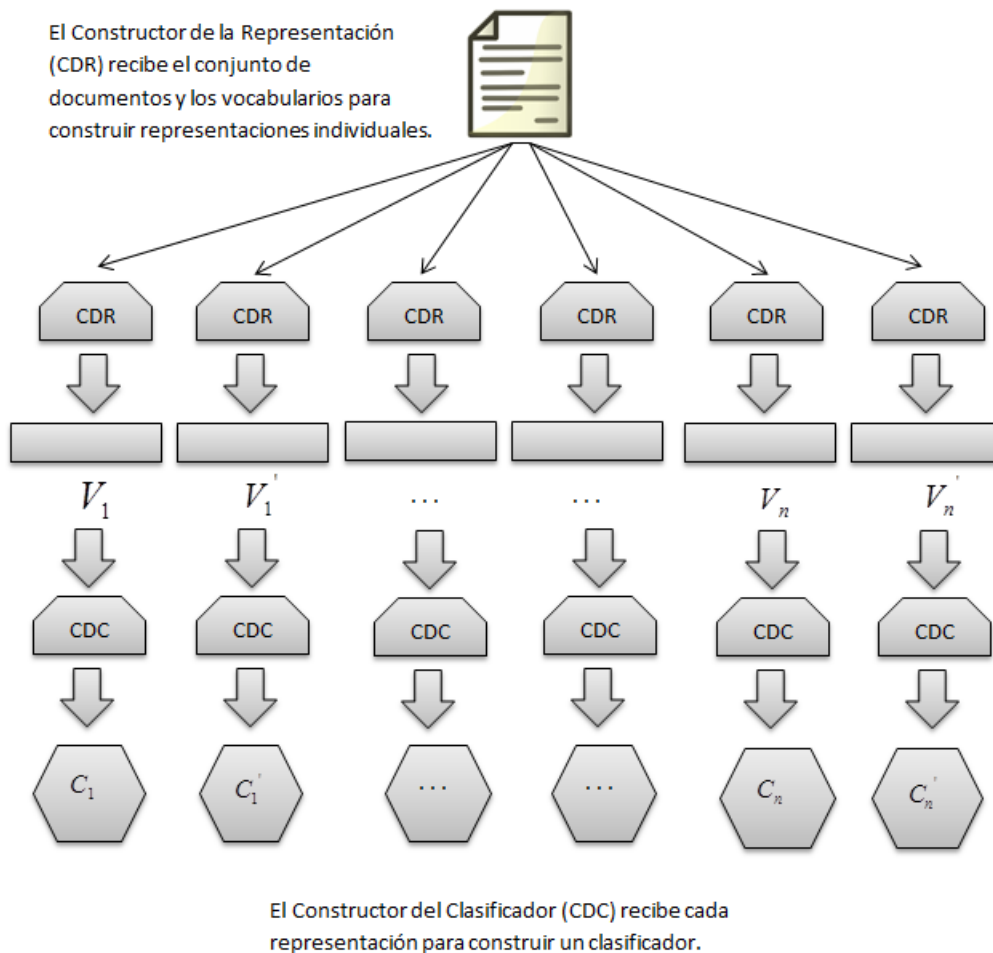 El Constructor de la Representación
(CDR) recibe el conjunto de
documentos y los vocabularios para
construir representaciones individuales.
CDR CDR CDR CDR CDR CDR
V₁ V₁' ... ... Vₙ Vₙ'
CDC CDC CDC CDC CDC CDC
C₁ C₁' ... ... Cₙ Cₙ'
El Constructor del Clasificador (CDC) recibe cada
representación para construir un clasificador.